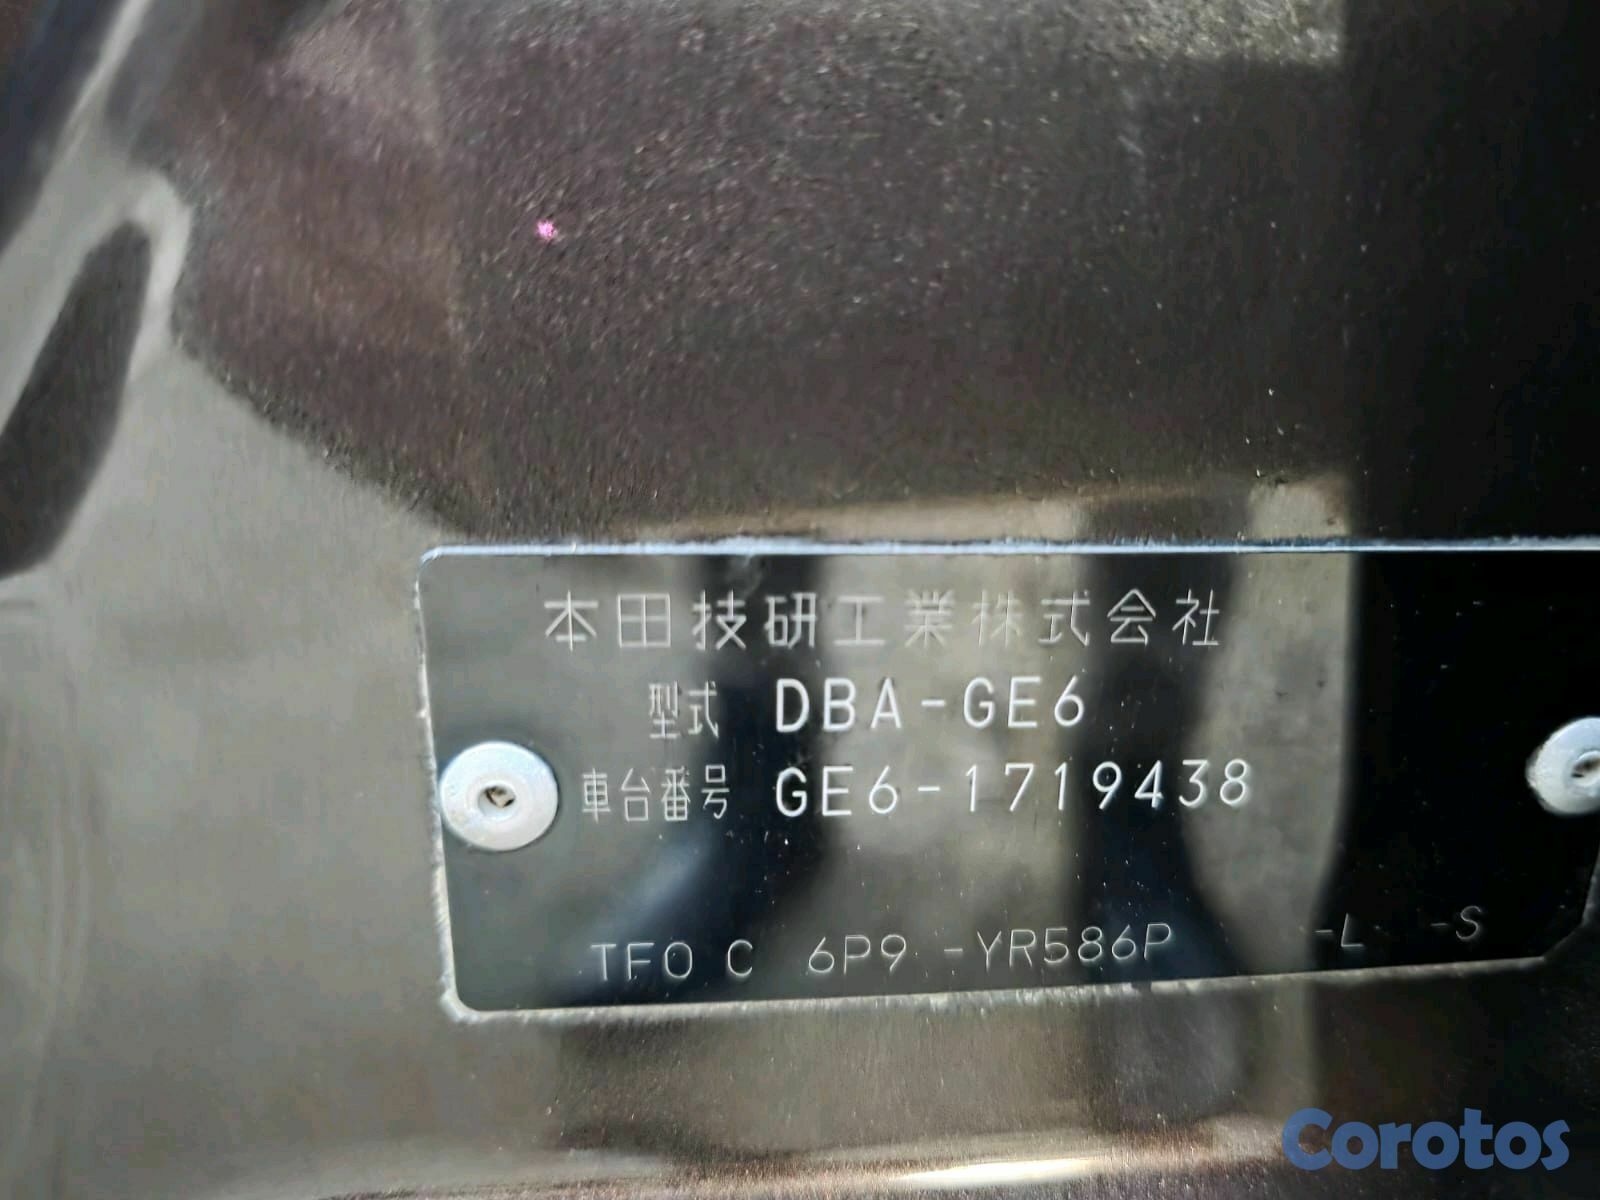 本田技研工業株式会社
型式 DBA-GE6
車台番号 GE6-1719438
TF0 C 6P9 -YR586P -L -S
Corotos